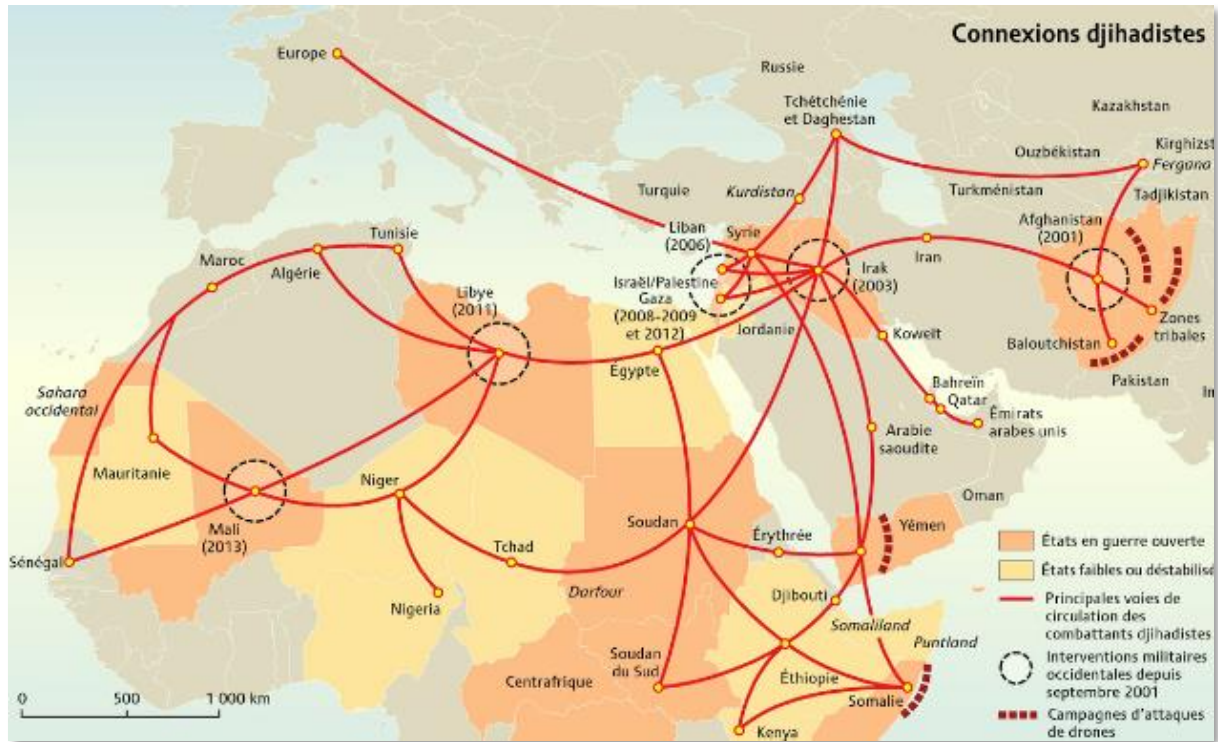 Connexions djihadistes
Europe
Russie
Tchétchénie
et Daghestan
Kazakhstan
Ouzbékistan
Kirghizst
Fergana
Turquie
Kurdistan
Turkménistan
Tadjikistan
Liban
(2006)
Syrie
Afghanistan
(2001)
Tunisie
Maroc
Algérie
Iran
Irak
(2003)
Libye
(2011)
Israël/Palestine
Gaza
(2008-2009
et 2012)
Jordanie
Koweït
Zones
tribales
Baloutchistan
Égypte
Pakistan
In
Sahara
occidental
Bahreïn
Qatar
Émirats
arabes unis
Arabie
saoudite
Mauritanie
Niger
Oman
Mali
(2013)
Soudan
Érythrée
Yémen
Sénégal
Tchad
Darfour
Nigeria
Djibouti
Somaliland
Puntland
Soudan
du Sud
Centrafrique
Éthiopie
Somalie
Kenya
0
500
1 000 km
États en guerre ouverte
États faibles ou déstabilisé
Principales voies de
circulation des
combattants djihadistes
Interventions militaires
occidentales depuis
septembre 2001
Campagnes d'attaques
de drones